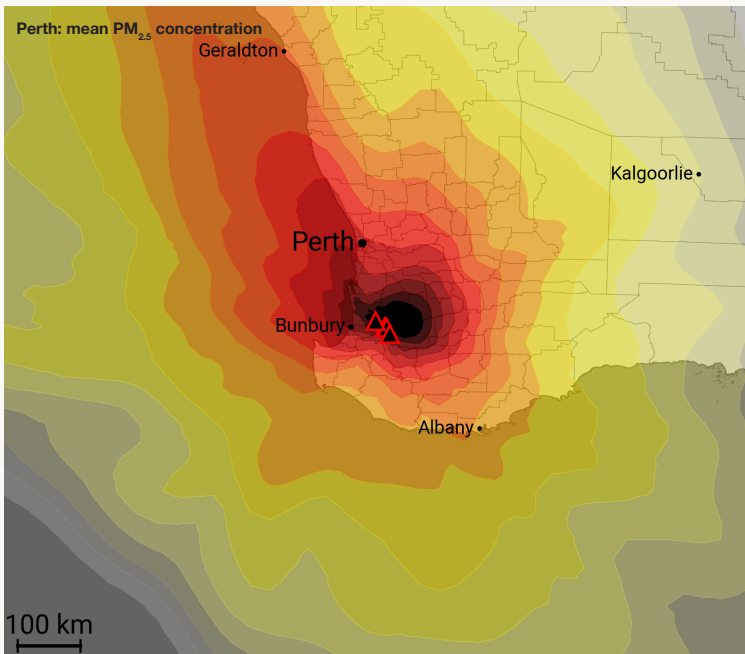 Perth: mean PM2.5 concentration
Geraldton
Kalgoorlie
Perth
Bunbury
Albany
100 km